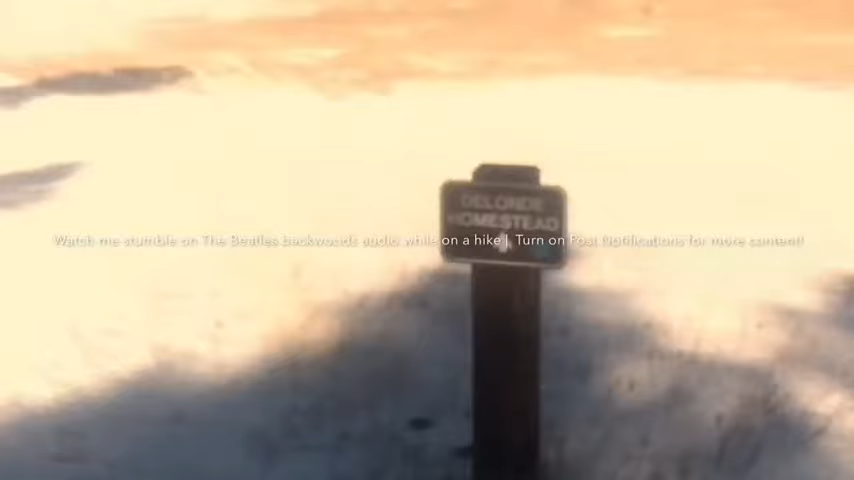 DELONDE
HOMESTEAD
Watch me stumble on The Beatles backwoods audio while on a hike | Turn on Post Notifications for more content!